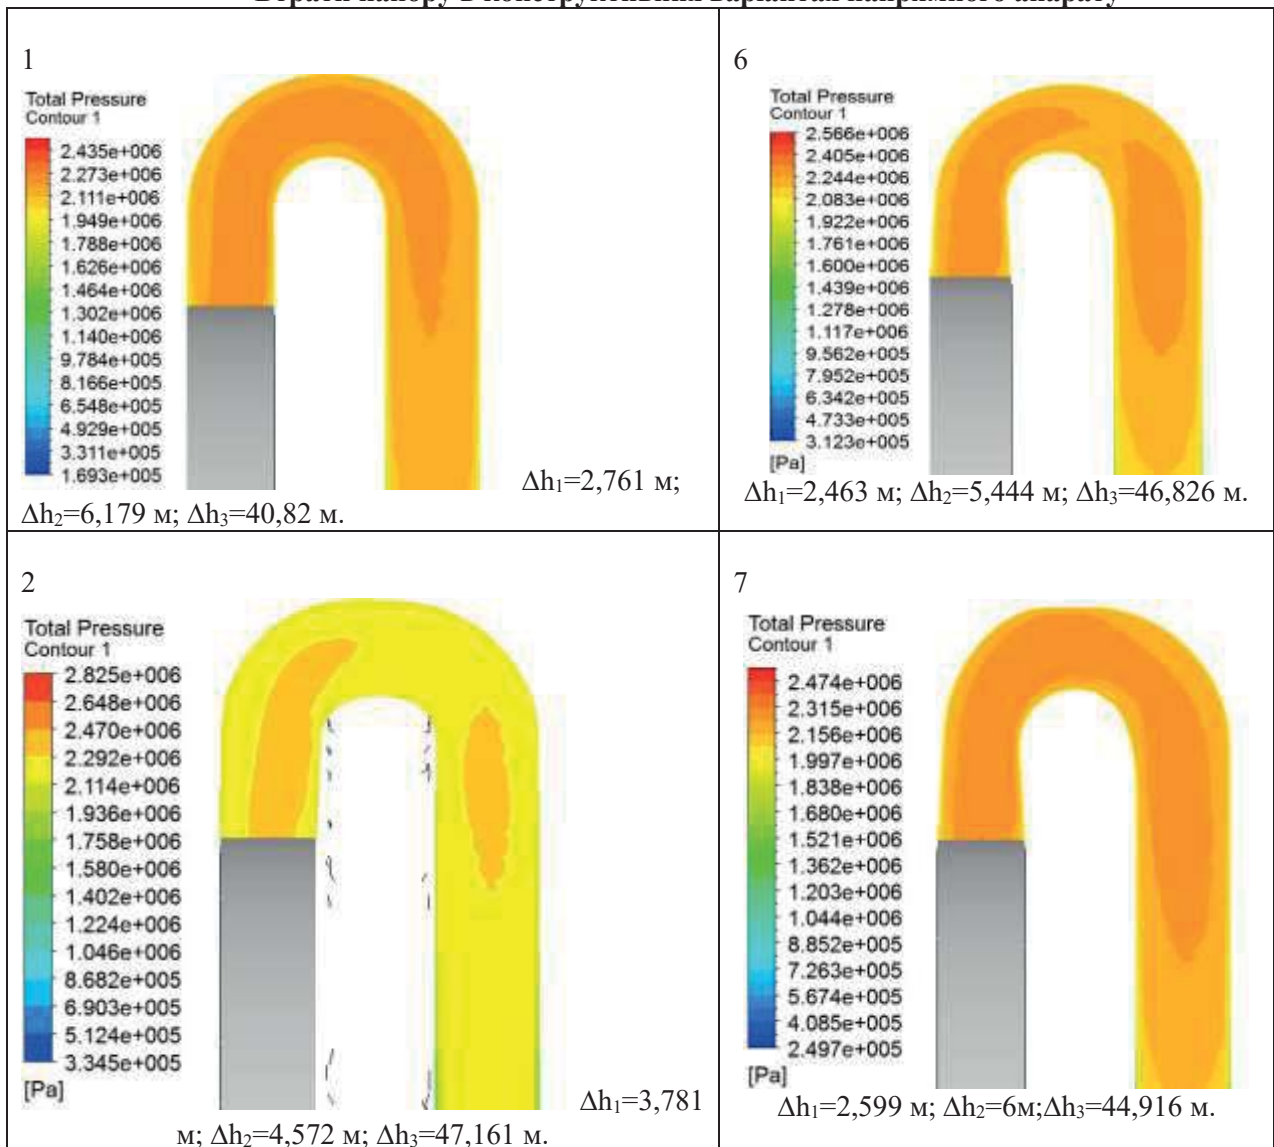 Втрати напору в конструктивних варіантах напрямного апарату
1
Total Pressure
Contour 1
2.435e+006
2.273e+006
2.111e+006
1.949e+006
1.788e+006
1.626e+006
1.464e+006
1.302e+006
1.140e+006
9.784e+005
8.166e+005
6.548e+005
4.929e+005
3.311e+005
1.693e+005
Δh1=2,761 м;
Δh2=6,179 м; Δh3=40,82 м.
6
Total Pressure
Contour 1
2.566e+006
2.405e+006
2.244e+006
2.083e+006
1.922e+006
1.761e+006
1.600e+006
1.439e+006
1.278e+006
1.117e+006
9.562e+005
7.952e+005
6.342e+005
4.733e+005
3.123e+005
[Pa]
Δh1=2,463 м; Δh2=5,444 м; Δh3=46,826 м.
2
Total Pressure
Contour 1
2.825e+006
2.648e+006
2.470e+006
2.292e+006
2.114e+006
1.936e+006
1.758e+006
1.580e+006
1.402e+006
1.224e+006
1.046e+006
8.682e+005
6.903e+005
5.124e+005
3.345e+005
[Pa]
Δh1=3,781
м; Δh2=4,572 м; Δh3=47,161 м.
7
Total Pressure
Contour 1
2.474e+006
2.315e+006
2.156e+006
1.997e+006
1.838e+006
1.680e+006
1.521e+006
1.362e+006
1.203e+006
1.044e+006
8.852e+005
7.263e+005
5.674e+005
4.085e+005
2.497e+005
[Pa]
Δh1=2,599 м; Δh2=6м;Δh3=44,916 м.